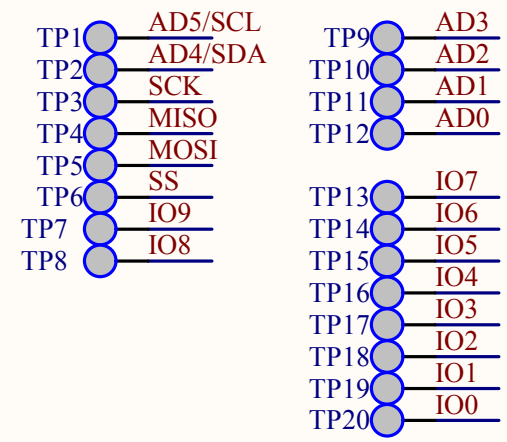 TP1 AD5/SCL
TP2 AD4/SDA
TP3 SCK
TP4 MISO
TP5 MOSI
TP6 SS
TP7 IO9
TP8 IO8
TP9 AD3
TP10 AD2
TP11 AD1
TP12 AD0
TP13 IO7
TP14 IO6
TP15 IO5
TP16 IO4
TP17 IO3
TP18 IO2
TP19 IO1
TP20 IO0